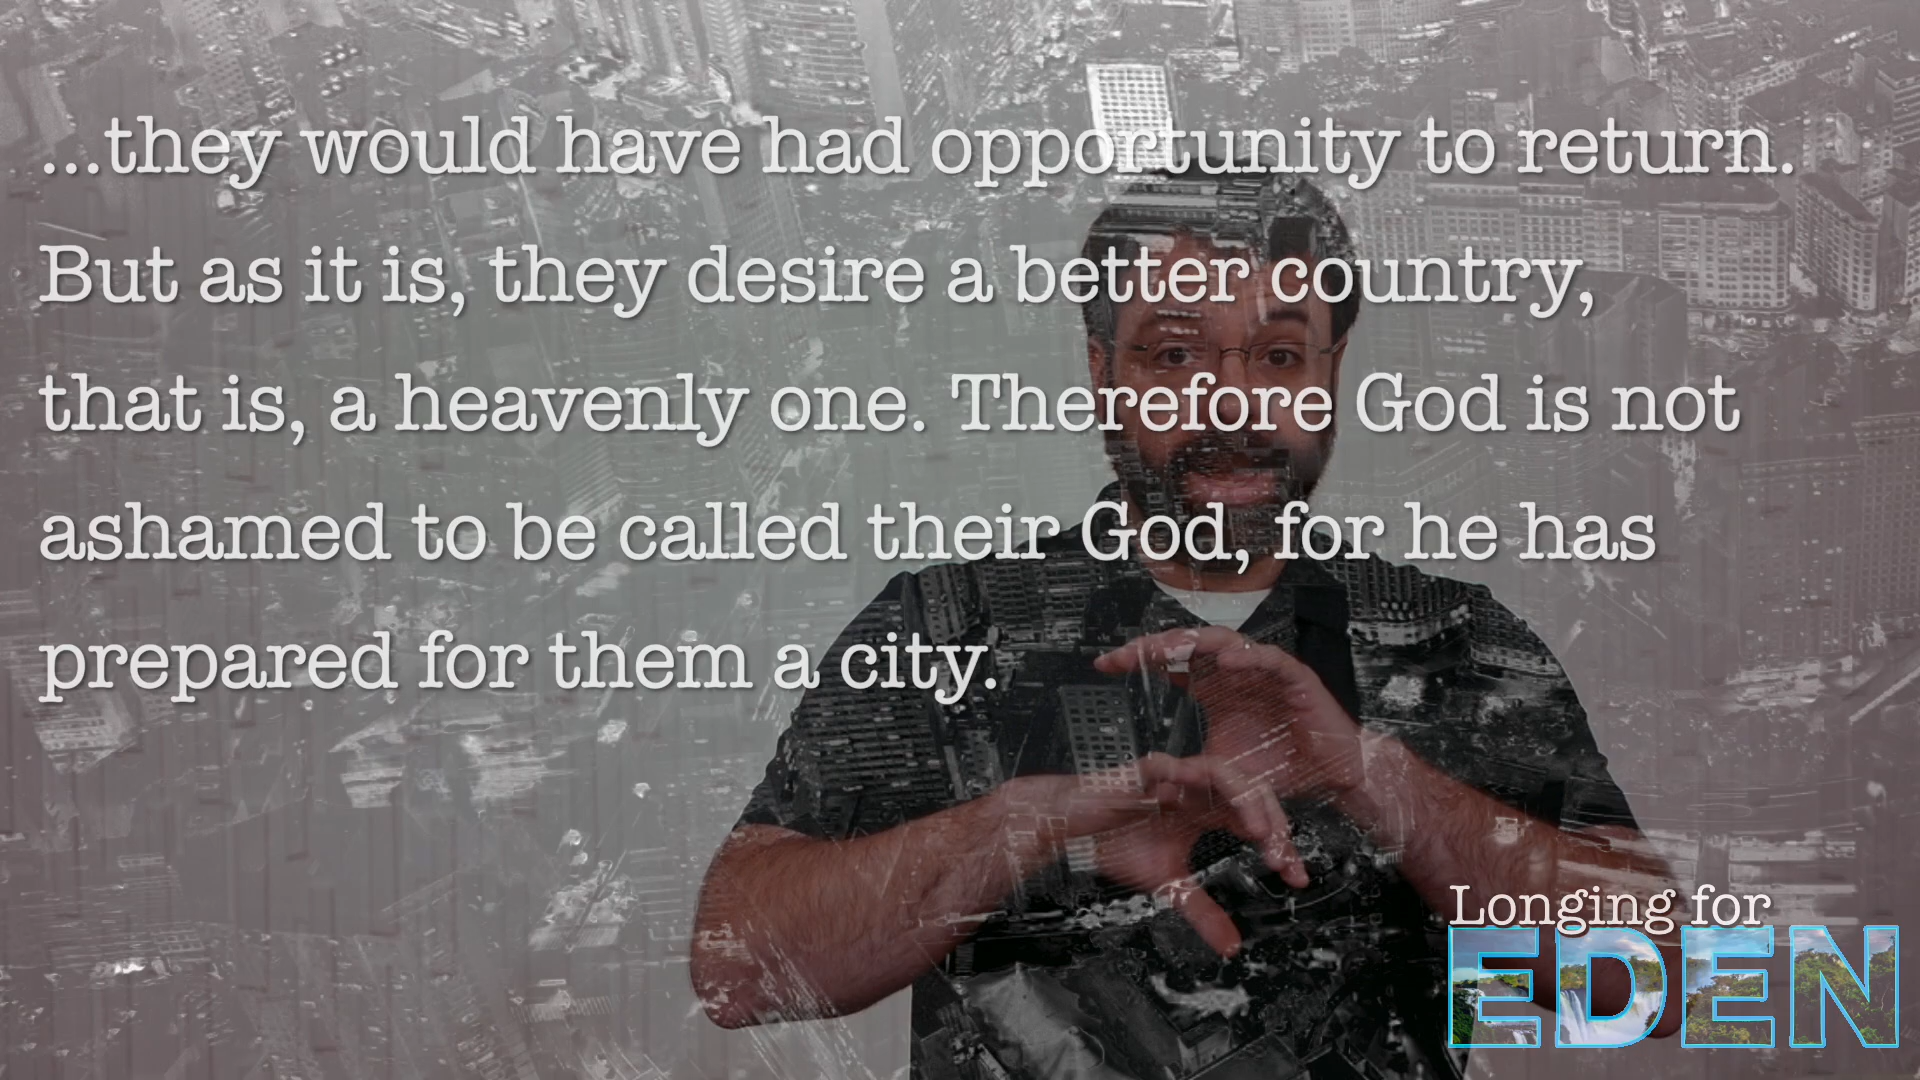 ...they would have had opportunity to return.
But as it is, they desire a better country,
that is, a heavenly one. Therefore God is not
ashamed to be called their God, for he has
prepared for them a city.
Longing for
EDEN